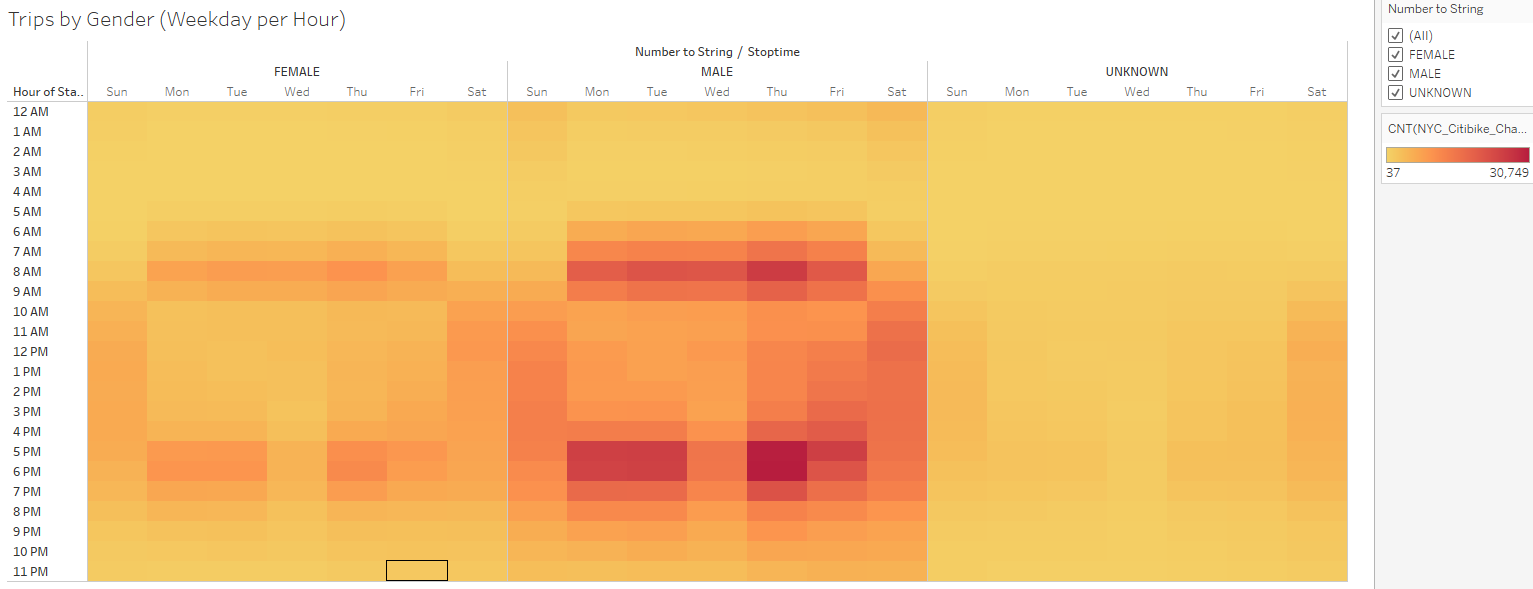 Trips by Gender (Weekday per Hour)
Number to String / Stoptime
FEMALE MALE UNKNOWN
Hour of Sta.. Sun Mon Tue Wed Thu Fri Sat Sun Mon Tue Wed Thu Fri Sat Sun Mon Tue Wed Thu Fri Sat
12 AM
1 AM
2 AM
3 AM
4 AM
5 AM
6 AM
7 AM
8 AM
9 AM
10 AM
11 AM
12 PM
1 PM
2 PM
3 PM
4 PM
5 PM
6 PM
7 PM
8 PM
9 PM
10 PM
11 PM
Number to String
(All)
FEMALE
MALE
UNKNOWN
CNT(NYC_Citibike_Cha...
37 30,749